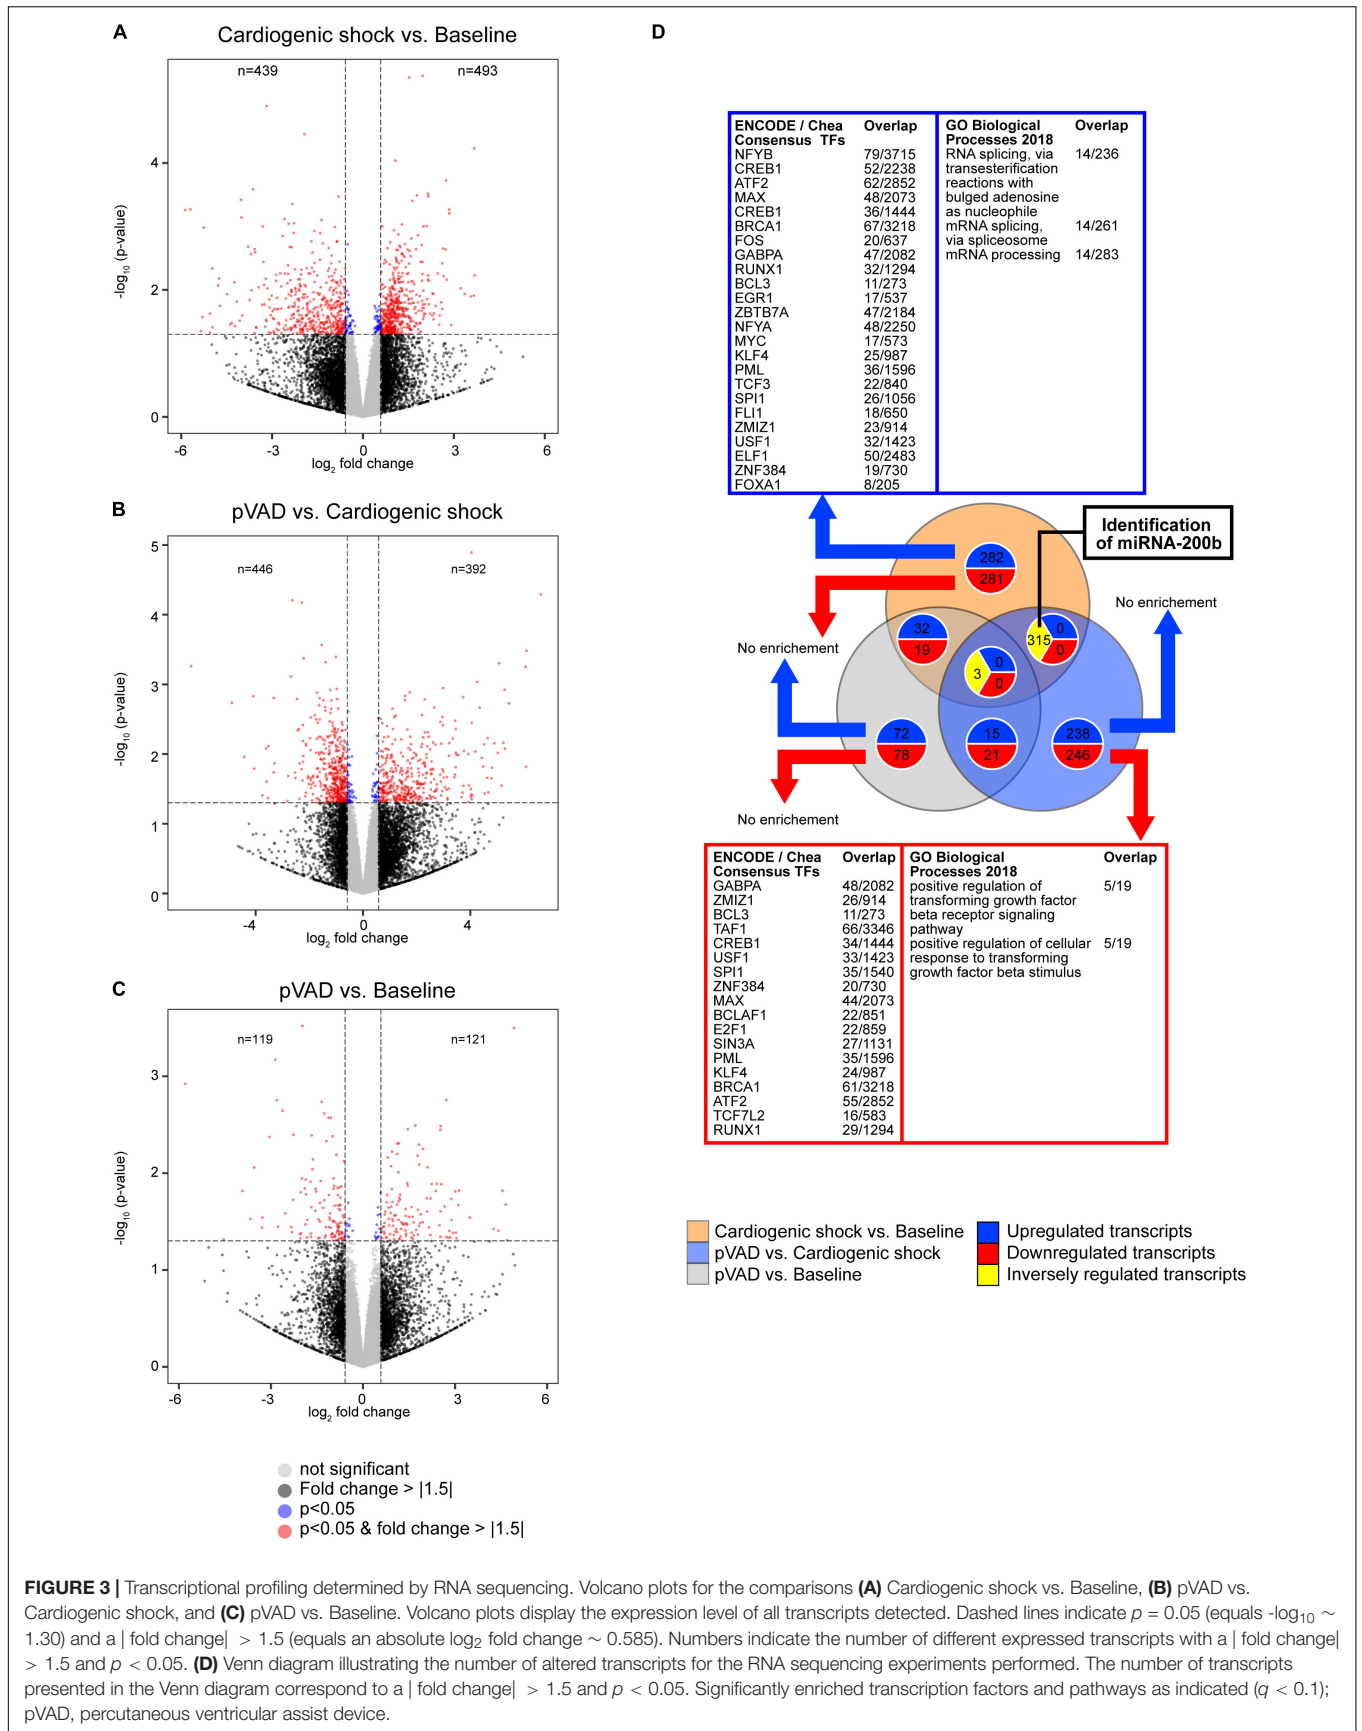 A
Cardiogenic shock vs. Baseline
n=439
n=493
4
2
0
-log10 (p-value)
-6
-3
0
3
6
log2 fold change
B
pVAD vs. Cardiogenic shock
n=446
n=392
5
4
3
2
1
0
-log10 (p-value)
-4
0
4
log2 fold change
C
pVAD vs. Baseline
n=119
n=121
3
2
1
0
-log10 (p-value)
-6
-3
0
3
6
log2 fold change
not significant
Fold change > |1.5|
p<0.05
p<0.05 & fold change > |1.5|
D
ENCODE / Chea Overlap
Consensus TFs
NFYB 79/3715
CREB1 52/2238
ATF2 62/2852
MAX 48/2073
CREB1 36/1444
BRCA1 67/3218
FOS 20/637
GABPA 47/2082
RUNX1 32/1294
BCL3 11/273
EGR1 17/537
ZBTB7A 47/2184
NFYA 48/2250
MYC 17/573
KLF4 25/987
PML 36/1596
TCF3 22/840
SPI1 26/1056
FLI1 18/650
ZMIZ1 23/914
USF1 32/1423
ELF1 50/2483
ZNF384 19/730
FOXA1 8/205
GO Biological Overlap
Processes 2018
RNA splicing, via 14/236
transesterification
reactions with
bulged adenosine
as nucleophile
mRNA splicing, 14/261
via spliceosome
mRNA processing 14/283
Identification
of miRNA-200b
282
281
No enrichement
No enrichement
32
19
315
0
0
3
0
0
72
78
15
21
238
246
No enrichement
ENCODE / Chea Overlap
Consensus TFs
GABPA 48/2082
ZMIZ1 26/914
BCL3 11/273
TAF1 66/3346
CREB1 34/1444
USF1 33/1423
SPI1 35/1540
ZNF384 20/730
MAX 44/2073
BCLAF1 22/851
E2F1 22/859
SIN3A 27/1131
PML 35/1596
KLF4 24/987
BRCA1 61/3218
ATF2 55/2852
TCF7L2 16/583
RUNX1 29/1294
GO Biological Overlap
Processes 2018
positive regulation of 5/19
transforming growth factor
beta receptor signaling
pathway
positive regulation of cellular 5/19
response to transforming
growth factor beta stimulus
Cardiogenic shock vs. Baseline
pVAD vs. Cardiogenic shock
pVAD vs. Baseline
Upregulated transcripts
Downregulated transcripts
Inversely regulated transcripts
FIGURE 3 | Transcriptional profiling determined by RNA sequencing. Volcano plots for the comparisons (A) Cardiogenic shock vs. Baseline, (B) pVAD vs.
Cardiogenic shock, and (C) pVAD vs. Baseline. Volcano plots display the expression level of all transcripts detected. Dashed lines indicate p = 0.05 (equals -log10 ∼
1.30) and a | fold change| > 1.5 (equals an absolute log2 fold change ∼ 0.585). Numbers indicate the number of different expressed transcripts with a | fold change|
> 1.5 and p < 0.05. (D) Venn diagram illustrating the number of altered transcripts for the RNA sequencing experiments performed. The number of transcripts
presented in the Venn diagram correspond to a | fold change| > 1.5 and p < 0.05. Significantly enriched transcription factors and pathways as indicated (q < 0.1);
pVAD, percutaneous ventricular assist device.